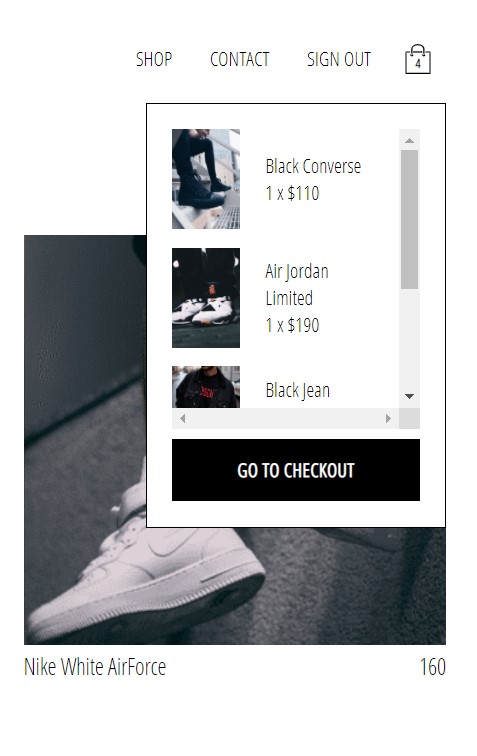 SHOP CONTACT SIGN OUT 4
Black Converse
1 x $110
Air Jordan
Limited
1 x $190
Black Jean
GO TO CHECKOUT
Nike White AirForce 160